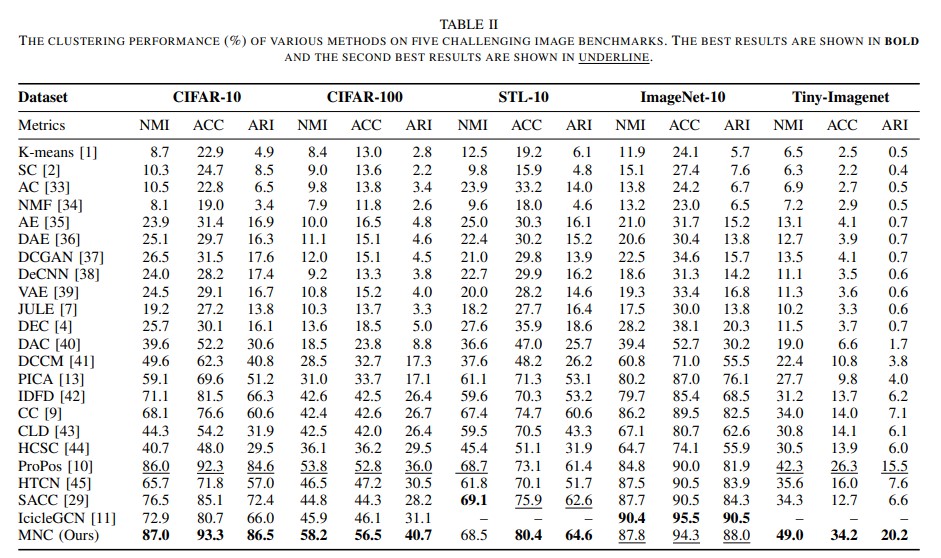 TABLE II
THE CLUSTERING PERFORMANCE (%) OF VARIOUS METHODS ON FIVE CHALLENGING IMAGE BENCHMARKS. THE BEST RESULTS ARE SHOWN IN BOLD
AND THE SECOND BEST RESULTS ARE SHOWN IN UNDERLINE.
Dataset CIFAR-10 CIFAR-100 STL-10 ImageNet-10 Tiny-Imagenet
Metrics NMI ACC ARI NMI ACC ARI NMI ACC ARI NMI ACC ARI NMI ACC ARI
K-means [1] 8.7 22.9 4.9 8.4 13.0 2.8 12.5 19.2 6.1 11.9 24.1 5.7 6.5 2.5 0.5
SC [2] 10.3 24.7 8.5 9.0 13.6 2.2 9.8 15.9 4.8 15.1 27.4 7.6 6.3 2.2 0.4
AC [33] 10.5 22.8 6.5 9.8 13.8 3.4 23.9 33.2 14.0 13.8 24.2 6.7 6.9 2.7 0.5
NMF [34] 8.1 19.0 3.4 7.9 11.8 2.6 9.6 18.0 4.6 13.2 23.0 6.5 7.2 2.9 0.5
AE [35] 23.9 31.4 16.9 10.0 16.5 4.8 25.0 30.3 16.1 21.0 31.7 15.2 13.1 4.1 0.7
DAE [36] 25.1 29.7 16.3 11.1 15.1 4.6 22.4 30.2 15.2 20.6 30.4 13.8 12.7 3.9 0.7
DCGAN [37] 26.5 31.5 17.6 12.0 15.1 4.5 21.0 29.8 13.9 22.5 34.6 15.7 13.5 4.1 0.7
DeCNN [38] 24.0 28.2 17.4 9.2 13.3 3.8 22.7 29.9 16.2 18.6 31.3 14.2 11.1 3.5 0.6
VAE [39] 24.5 29.1 16.7 10.8 15.2 4.0 20.0 28.2 14.6 19.3 33.4 16.8 11.3 3.6 0.6
JULE [7] 19.2 27.2 13.8 10.3 13.7 3.3 18.2 27.7 16.4 17.5 30.0 13.8 10.2 3.3 0.6
DEC [4] 25.7 30.1 16.1 13.6 18.5 5.0 27.6 35.9 18.6 28.2 38.1 20.3 11.5 3.7 0.7
DAC [40] 39.6 52.2 30.6 18.5 23.8 8.8 36.6 47.0 25.7 39.4 52.7 30.2 19.0 6.6 1.7
DCCM [41] 49.6 62.3 40.8 28.5 32.7 17.3 37.6 48.2 26.2 60.8 71.0 55.5 22.4 10.8 3.8
PICA [13] 59.1 69.6 51.2 31.0 33.7 17.1 61.1 71.3 53.1 80.2 87.0 76.1 27.7 9.8 4.0
IDFD [42] 71.1 81.5 66.3 42.6 42.5 26.4 59.6 70.3 53.2 79.7 85.4 68.5 31.2 13.7 6.2
CC [9] 68.1 76.6 60.6 42.4 42.6 26.7 67.4 74.7 60.6 86.2 89.5 82.5 34.0 14.0 7.1
CLD [43] 44.3 54.2 31.9 42.5 42.0 26.4 59.5 70.5 43.3 67.1 80.7 62.6 30.8 14.1 6.1
HCSC [44] 40.7 48.0 29.5 36.1 36.2 29.5 45.4 51.1 31.9 64.7 74.1 55.9 30.5 13.9 6.0
ProPos [10] 86.0 92.3 84.6 53.8 52.8 36.0 68.7 73.1 61.4 84.8 90.0 81.9 42.3 26.3 15.5
HTCN [45] 65.7 71.8 57.0 46.5 47.2 30.5 61.8 70.1 51.7 87.5 90.5 83.9 35.6 16.0 7.6
SACC [29] 76.5 85.1 72.4 44.8 44.3 28.2 69.1 75.9 62.6 87.7 90.5 84.3 34.3 12.7 6.6
IcicleGCN [11] 72.9 80.7 66.0 45.9 46.1 31.1 – – – 90.4 95.5 90.5 – – –
MNC (Ours) 87.0 93.3 86.5 58.2 56.5 40.7 68.5 80.4 64.6 87.8 94.3 88.0 49.0 34.2 20.2